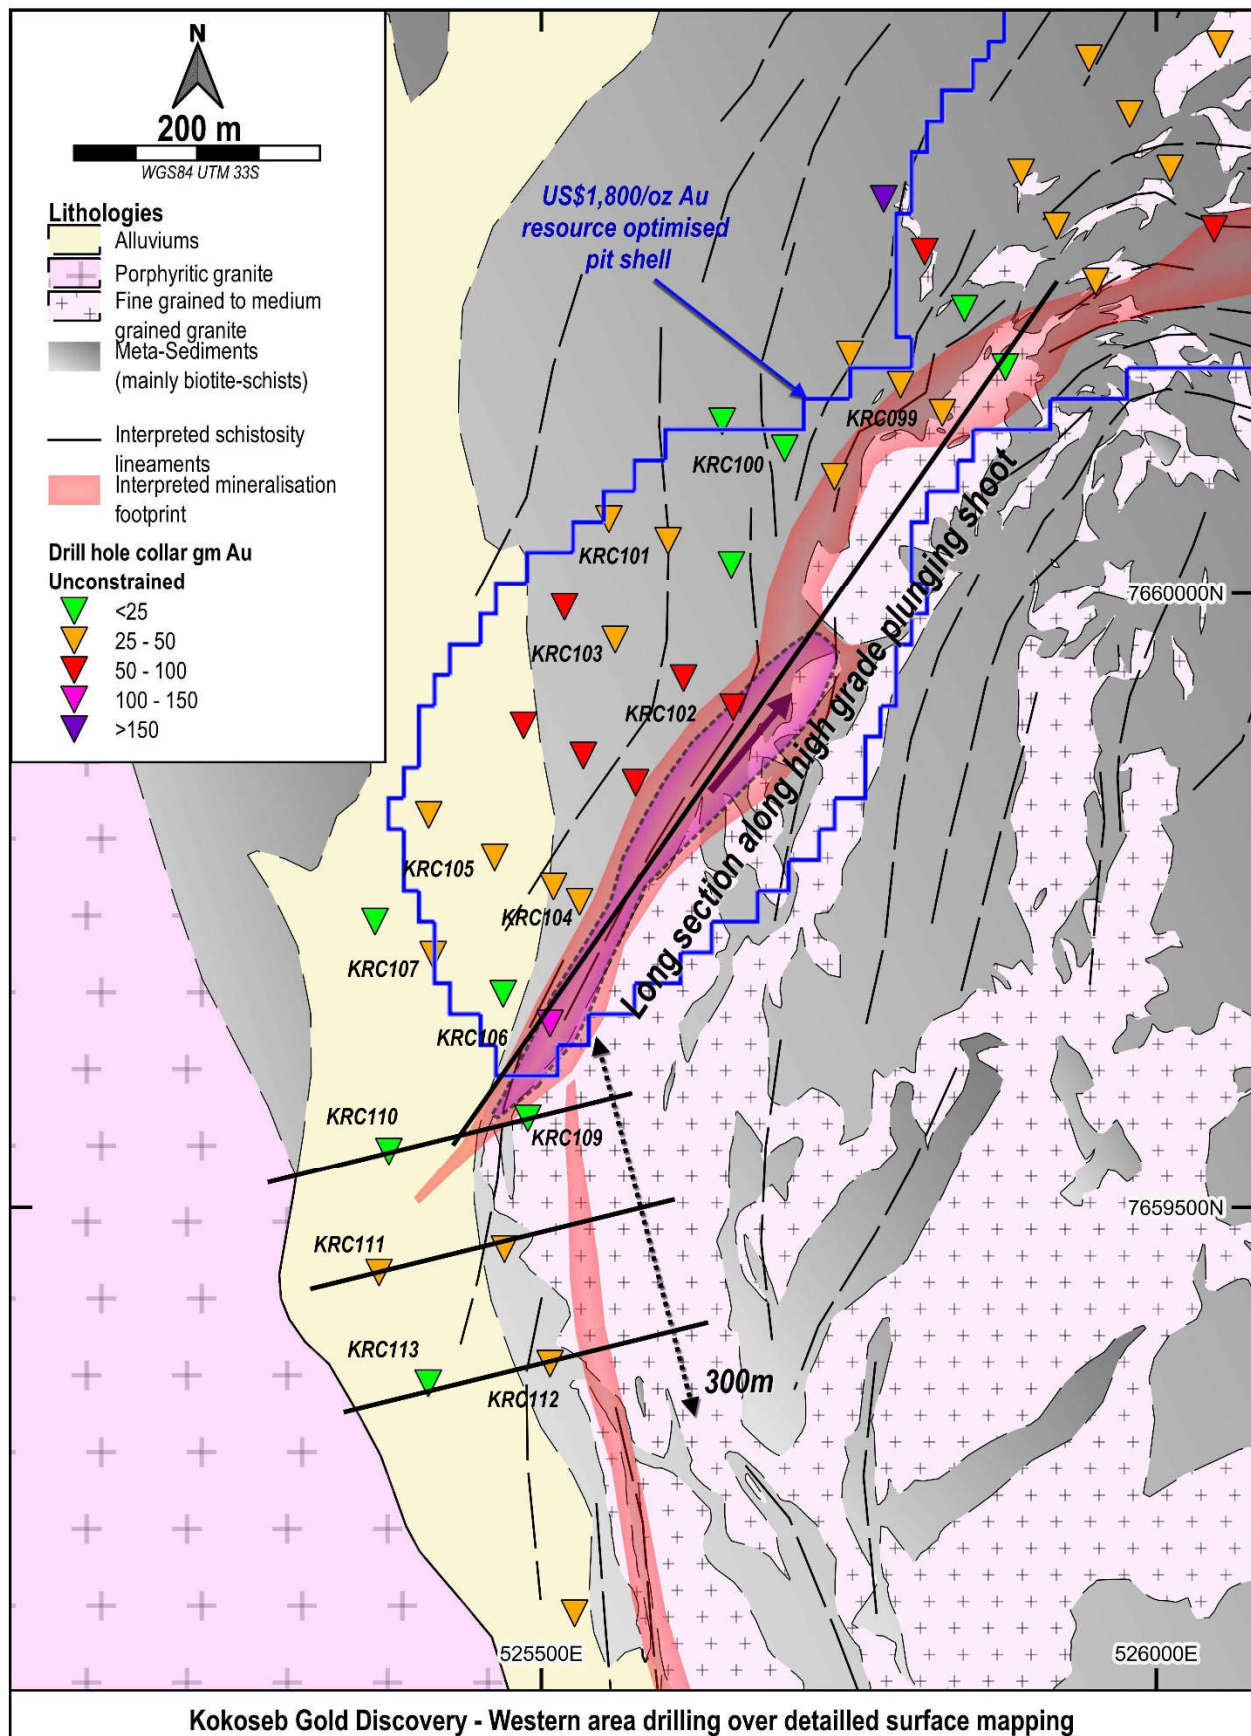 N
200 m
WGS84 UTM 33S
Lithologies
Alluviums
Porphyritic granite
Fine grained to medium
grained granite
Meta-Sediments
(mainly biotite-schists)
Interpreted schistosity
lineaments
Interpreted mineralisation
footprint
Drill hole collar gm Au
Unconstrained
<25
25 - 50
50 - 100
100 - 150
>150
US$1,800/oz Au
resource optimised
pit shell
KRC099
KRC100
KRC101
KRC103
KRC102
KRC105
KRC104
KRC107
KRC106
KRC110
KRC109
KRC111
KRC113
KRC112
Long section along high grade plunging shoot
300m
7660000N
7659500N
525500E
526000E
Kokoseb Gold Discovery - Western area drilling over detailled surface mapping